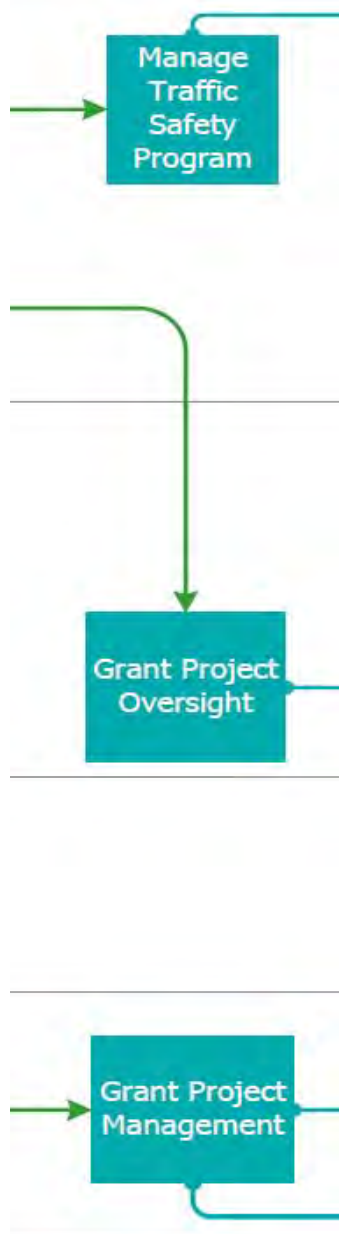 Manage
Traffic
Safety
Program
Grant Project
Oversight
Grant Project
Management